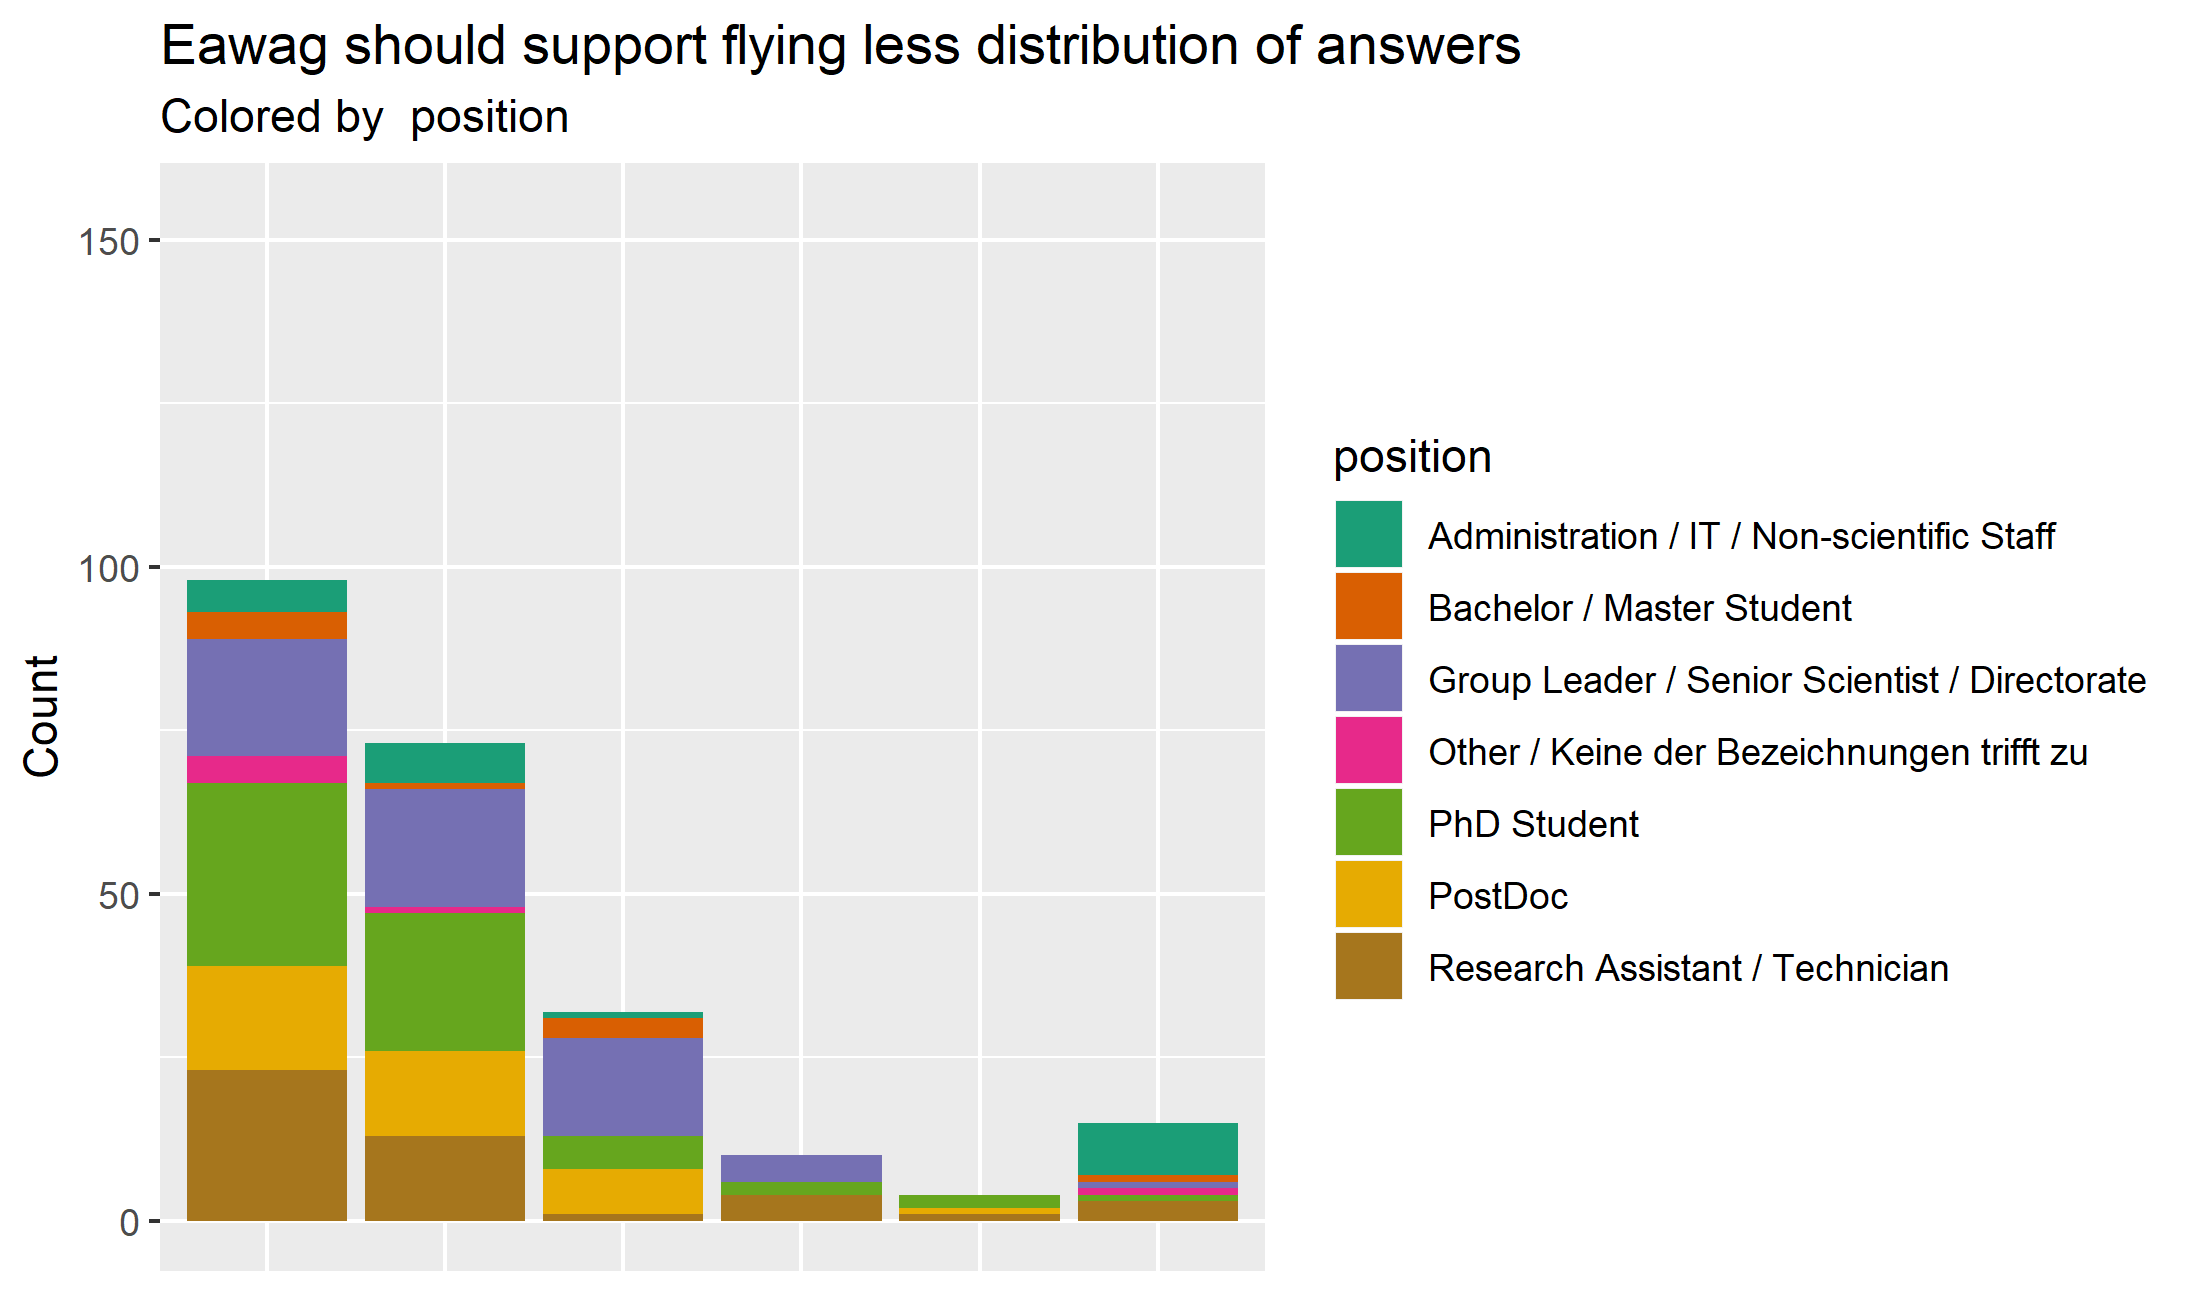 Eawag should support flying less distribution of answers
Colored by  position
150
100
50
0
Count
position
Administration / IT / Non-scientific Staff
Bachelor / Master Student
Group Leader / Senior Scientist / Directorate
Other / Keine der Bezeichnungen trifft zu
PhD Student
PostDoc
Research Assistant / Technician